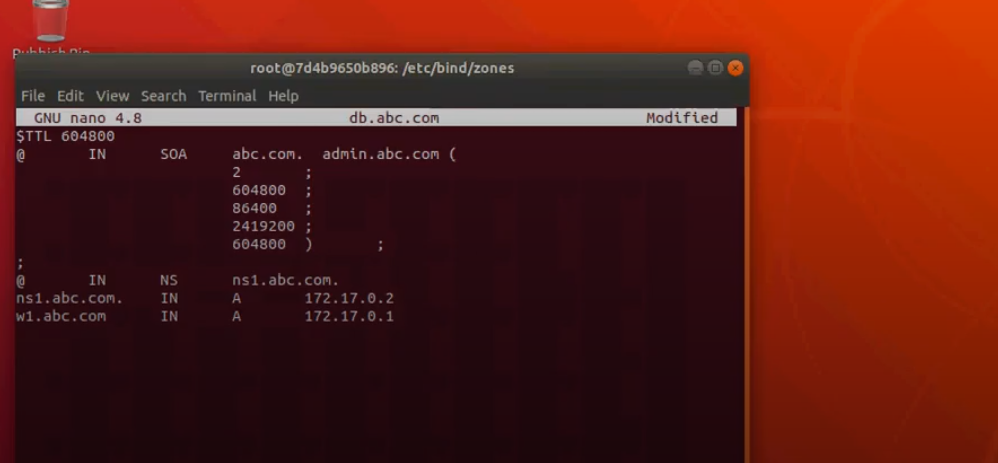 Rubbish Bin
root@7d4b9650b896: /etc/bind/zones
File Edit View Search Terminal Help
GNU nano 4.8 db.abc.com Modified
$TTL 604800
@ IN SOA abc.com. admin.abc.com (
2 ;
604800 ;
86400 ;
2419200 ;
604800 ) ;
;
@ IN NS ns1.abc.com.
ns1.abc.com. IN A 172.17.0.2
w1.abc.com IN A 172.17.0.1